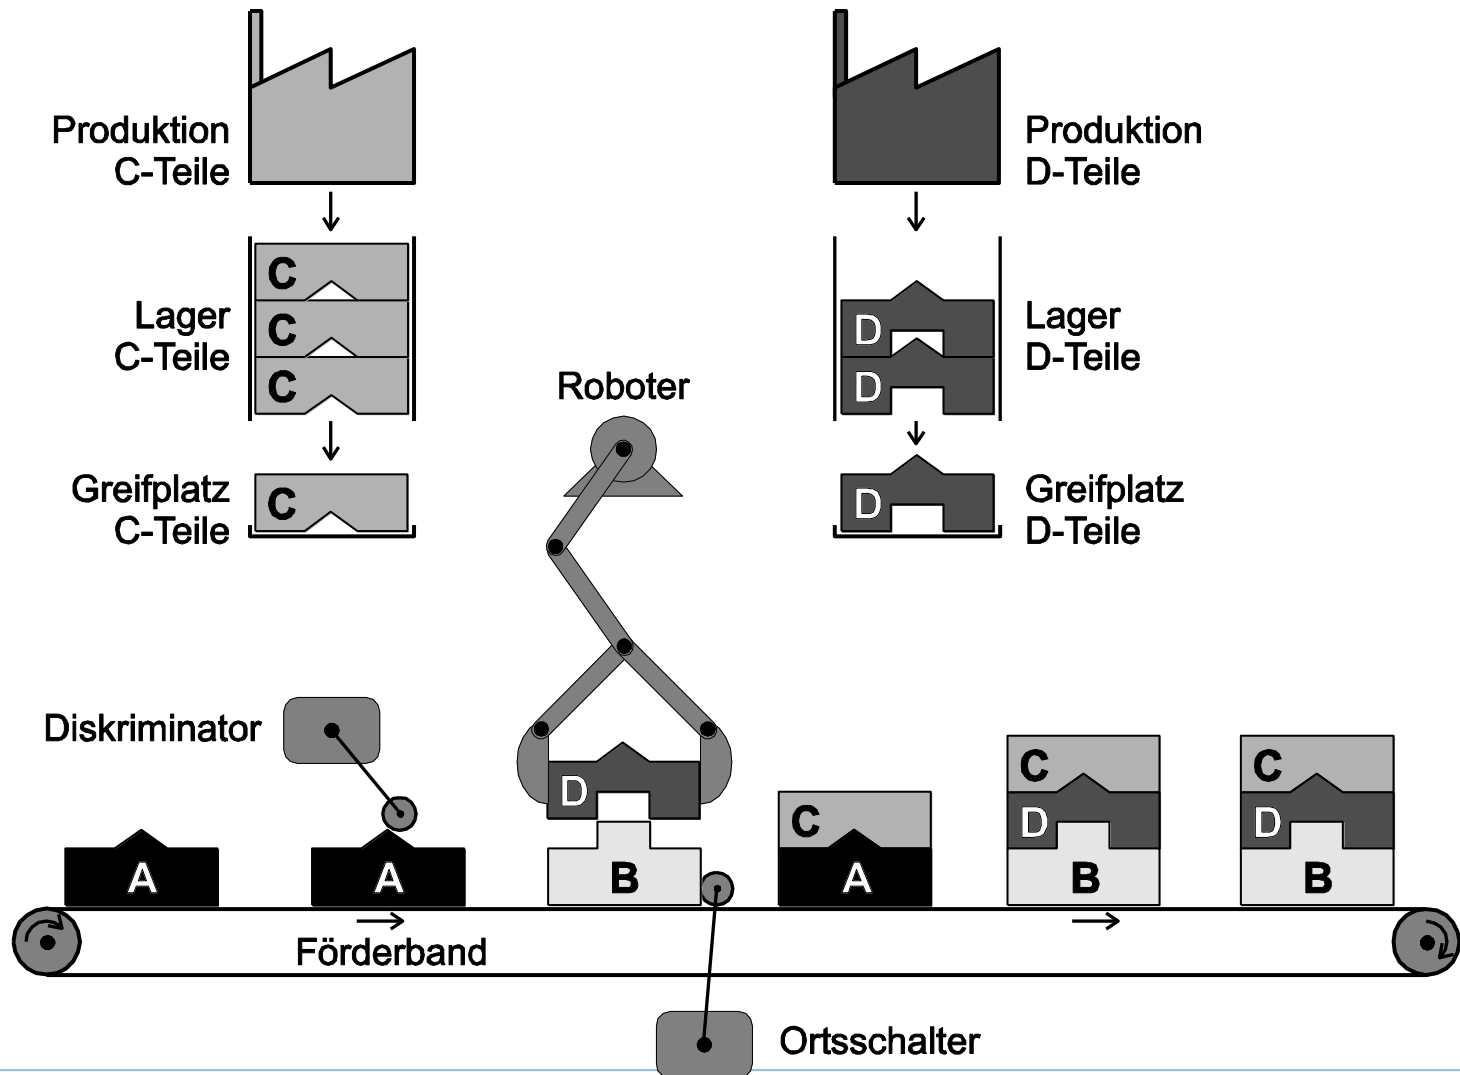 Produktion
C-Teile
Produktion
D-Teile
C
C
C
Lager
C-Teile
D
D
Lager
D-Teile
Roboter
Greifplatz
C-Teile
C
D
Greifplatz
D-Teile
Diskriminator
D
C
C
D
C
D
A
A
B
A
B
B
Förderband
Ortsschalter